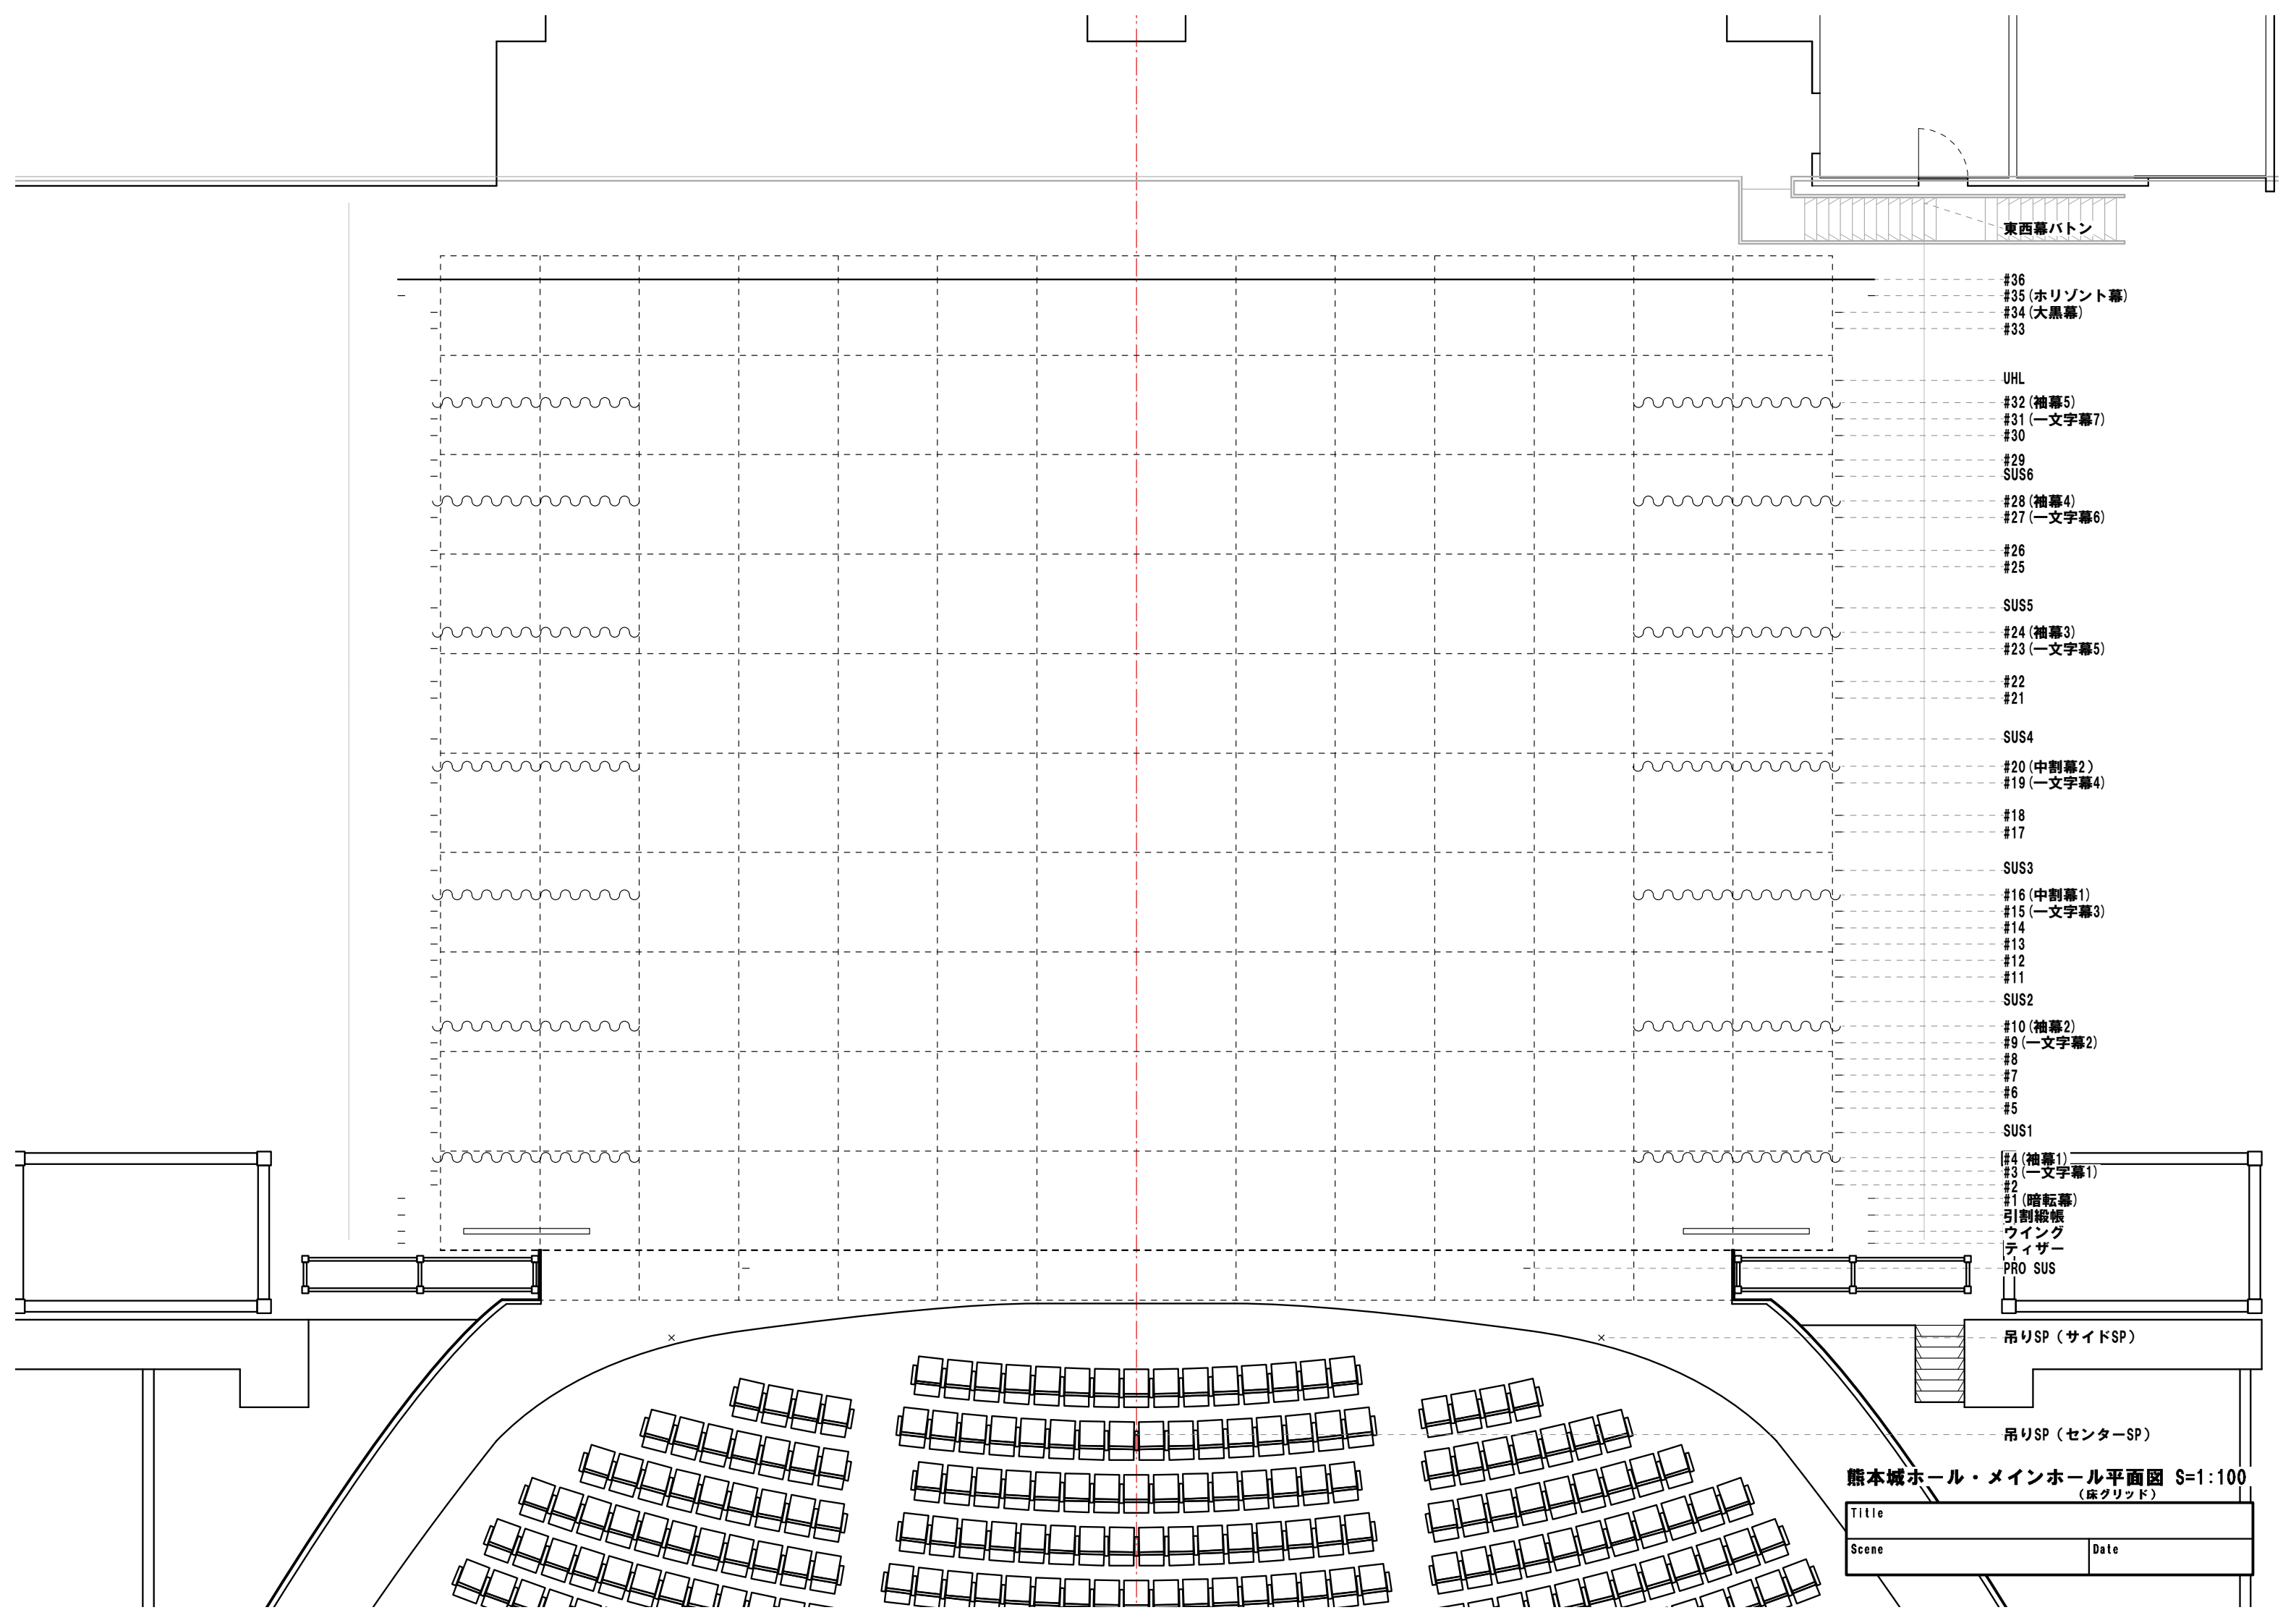 東西幕バトン
#36
#35(ホリゾント幕)
#34(大黒幕)
#33
UHL
#32(袖幕5)
#31(一文字幕7)
#30
#29
SUS6
#28(袖幕4)
#27(一文字幕6)
#26
#25
SUS5
#24(袖幕3)
#23(一文字幕5)
#22
#21
SUS4
#20(中割幕2)
#19(一文字幕4)
#18
#17
SUS3
#16(中割幕1)
#15(一文字幕3)
#14
#13
#12
#11
SUS2
#10(袖幕2)
#9(一文字幕2)
#8
#7
#6
#5
SUS1
#4(袖幕1)
#3(一文字幕1)
#2
#1(暗転幕)
引割緞帳
ウイング
ティザー
PRO SUS
吊りSP(サイドSP)
吊りSP(センターSP)
熊本城ホール・メインホール平面図 S=1:100
(床グリッド)
Title
Scene Date